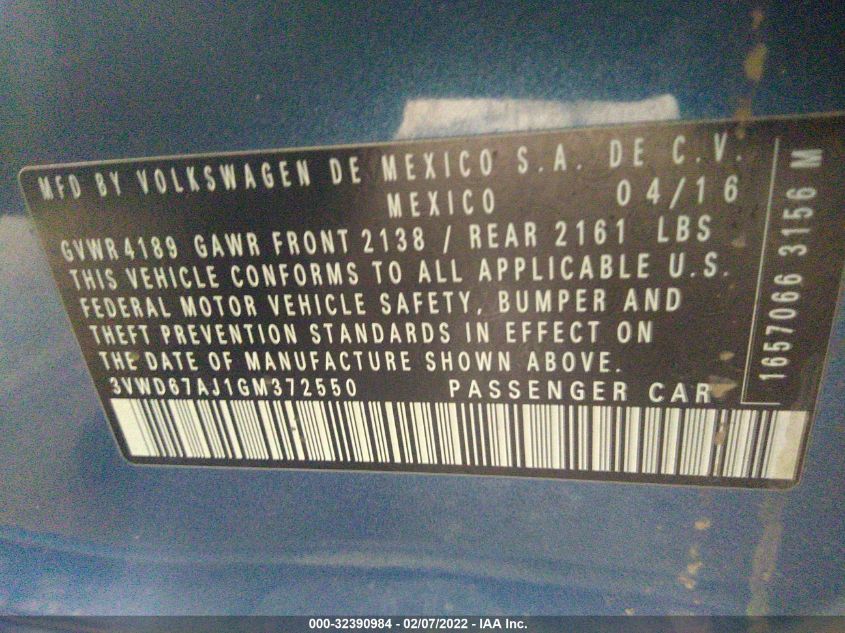 MFD BY VOLKSWAGEN DE MEXICO S.A. DE C.V.
MEXICO 04/16
GVWR 4189 GAWR FRONT 2138 / REAR 2161 LBS
THIS VEHICLE CONFORMS TO ALL APPLICABLE U.S.
FEDERAL MOTOR VEHICLE SAFETY, BUMPER AND
THEFT PREVENTION STANDARDS IN EFFECT ON
THE DATE OF MANUFACTURE SHOWN ABOVE.
3VWD67AJ1GM372550 PASSENGER CAR
1657066 3156 M
000-32390984 - 02/07/2022 - IAA Inc.